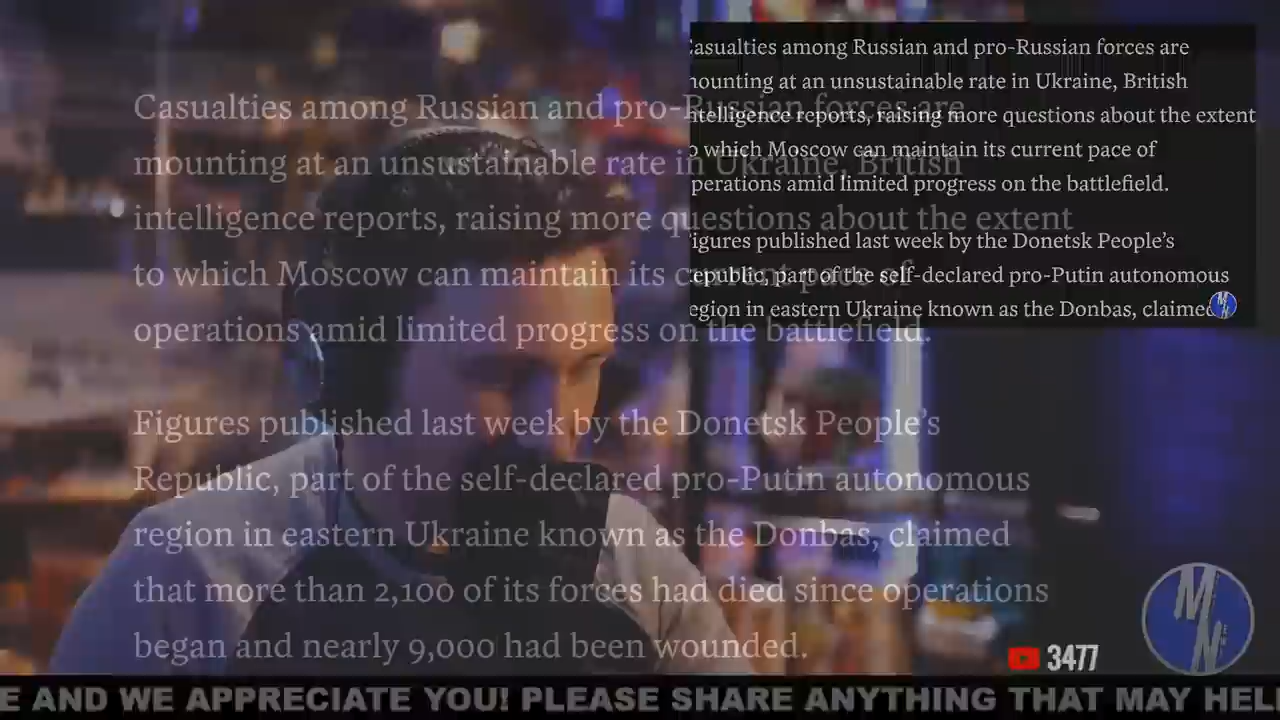 Casualties among Russian and pro-Russian forces are
mounting at an unsustainable rate in Ukraine, British
intelligence reports, raising more questions about the extent
to which Moscow can maintain its current pace of
operations amid limited progress on the battlefield.
Figures published last week by the Donetsk People's
Republic, part of the self-declared pro-Putin autonomous
region in eastern Ukraine known as the Donbas, claimed
that more than 2,100 of its forces had died since operations
began and nearly 9,000 had been wounded.
asualties among Russian and pro-Russian forces are
ounting at an unsustainable rate in Ukraine, British
ntelligence reports, raising more questions about the extent
o which Moscow can maintain its current pace of
perations amid limited progress on the battlefield.
igures published last week by the Donetsk People's
epublic, part of the self-declared pro-Putin autonomous
egion in eastern Ukraine known as the Donbas, claimed
MN
3477
MN
E AND WE APPRECIATE YOU! PLEASE SHARE ANYTHING THAT MAY HEL